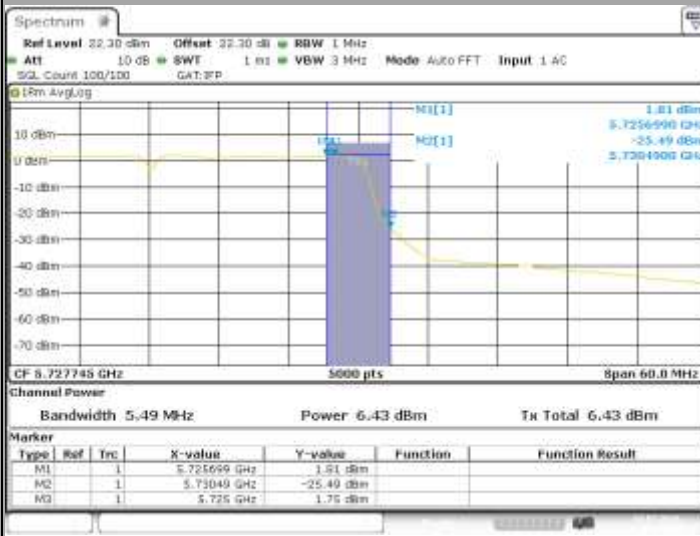 Spectrum
Ref Level 22.30 dBm Offset 22.30 dB RBW 1 MHz
Att 10 dB SWT 1 ms VBW 3 MHz Mode Auto FFT Input 1 AC
SGL Count 100/100 GAT:IFP
1Rm AvgLog
M1[1] 1.81 dBm
5.7256990 GHz
10 dBm M2[1] -25.49 dBm
5.7304900 GHz
0 dBm
-10 dBm
-20 dBm
-30 dBm
-40 dBm
-50 dBm
-60 dBm
-70 dBm
CF 5.727745 GHz 5000 pts Span 60.0 MHz
Channel Power
Bandwidth 5.49 MHz Power 6.43 dBm Tx Total 6.43 dBm
Marker
Type Ref Trc X-value Y-value Function Function Result
M1 1 5.725699 GHz 1.81 dBm
M2 1 5.73049 GHz -25.49 dBm
M3 1 5.725 GHz 1.75 dBm